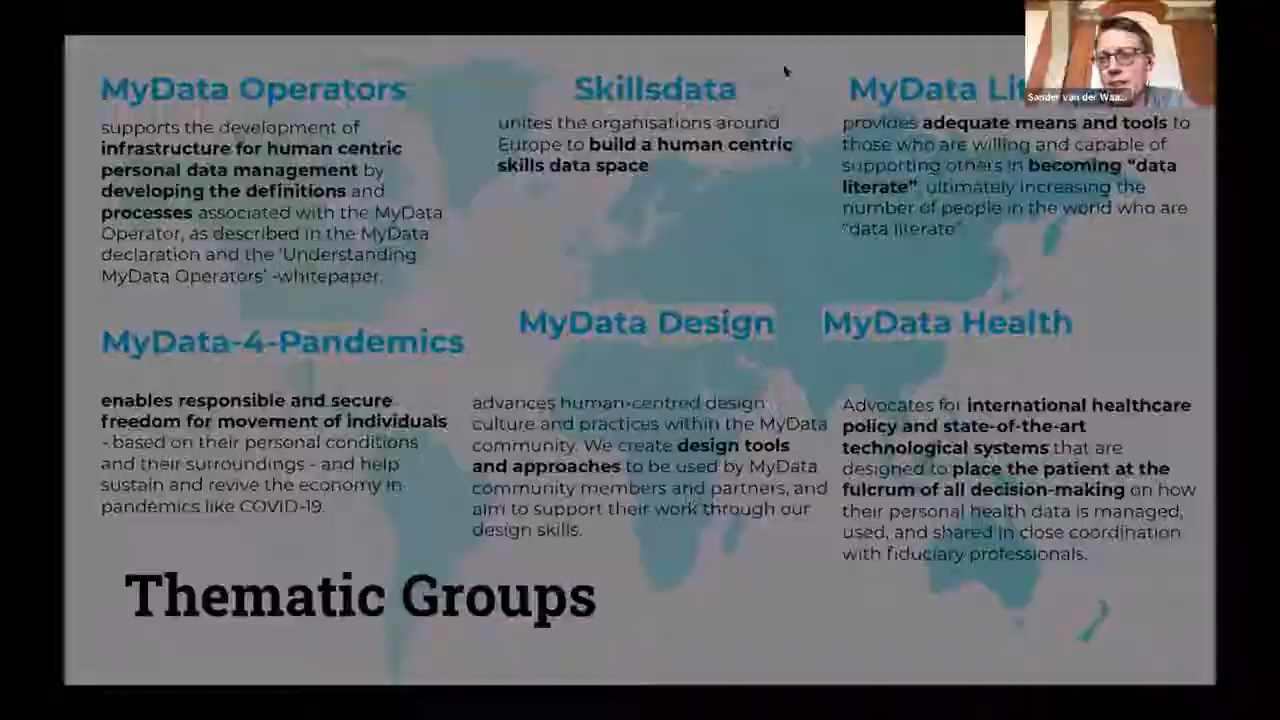 MyData Operators
supports the development of
infrastructure for human centric
personal data management by
developing the definitions and
processes associated with the MyData
Operator, as described in the MyData
declaration and the 'Understanding
MyData Operators' -whitepaper.
Skillsdata
unites the organisations around
Europe to build a human centric
skills data space
MyData Lit
provides adequate means and tools to
those who are willing and capable of
supporting others in becoming "data
literate", ultimately increasing the
number of people in the world who are
"data literate"
Sander van der Waa...
MyData-4-Pandemics
enables responsible and secure
freedom for movement of individuals
- based on their personal conditions
and their surroundings - and help
sustain and revive the economy in
pandemics like COVID-19.
MyData Design
advances human-centred design
culture and practices within the MyData
community. We create design tools
and approaches to be used by MyData
community members and partners, and
aim to support their work through our
design skills.
MyData Health
Advocates for international healthcare
policy and state-of-the-art
technological systems that are
designed to place the patient at the
fulcrum of all decision-making on how
their personal health data is managed,
used, and shared in close coordination
with fiduciary professionals.
Thematic Groups